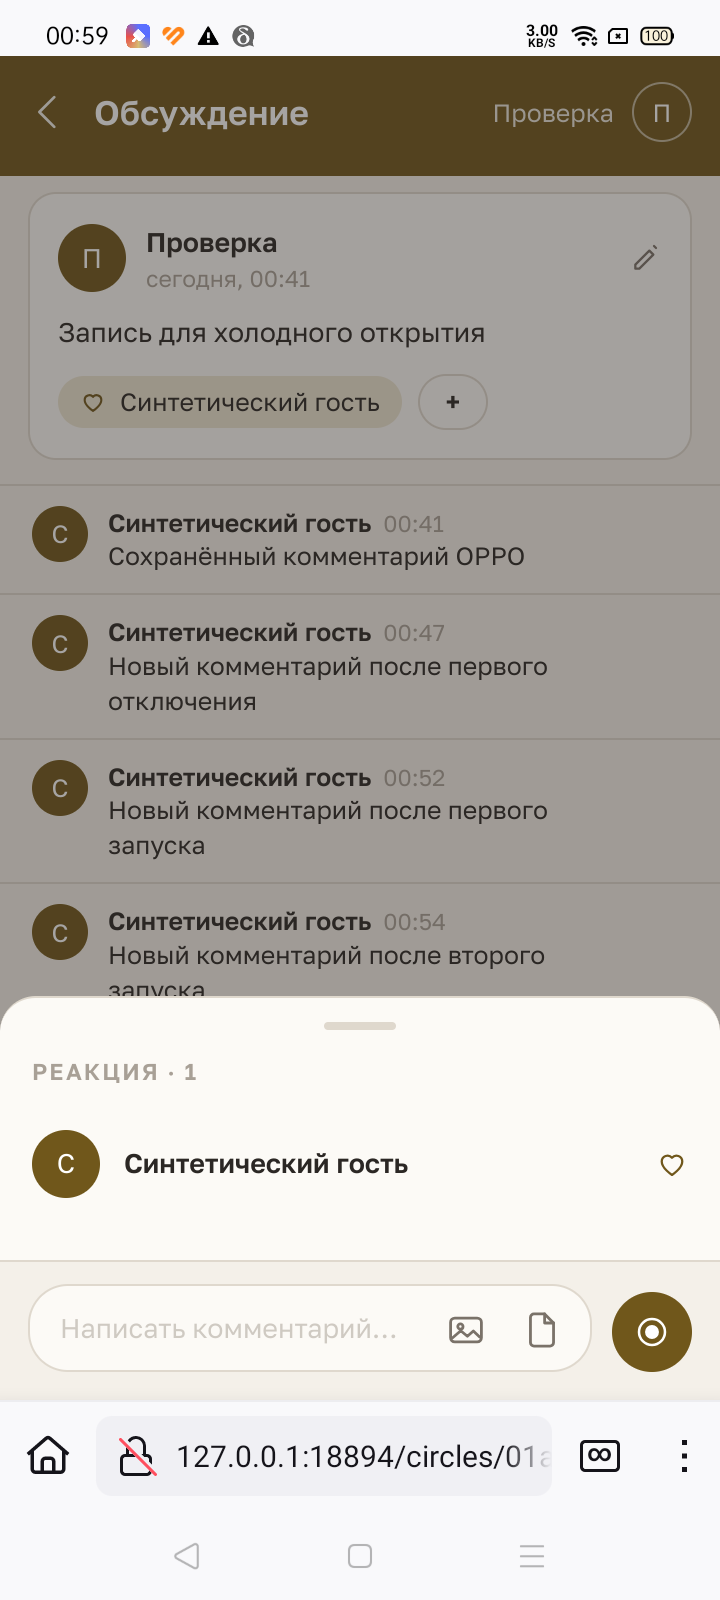 00:59
3.00
KB/S
100
Обсуждение
Проверка
П
П
Проверка
сегодня, 00:41
Запись для холодного открытия
Синтетический гость
+
С
Синтетический гость 00:41
Сохранённый комментарий OPPO
С
Синтетический гость 00:47
Новый комментарий после первого
отключения
С
Синтетический гость 00:52
Новый комментарий после первого
запуска
С
Синтетический гость 00:54
Новый комментарий после второго
запуска
РЕАКЦИЯ · 1
С
Синтетический гость
Написать комментарий...
127.0.0.1:18894/circles/01a